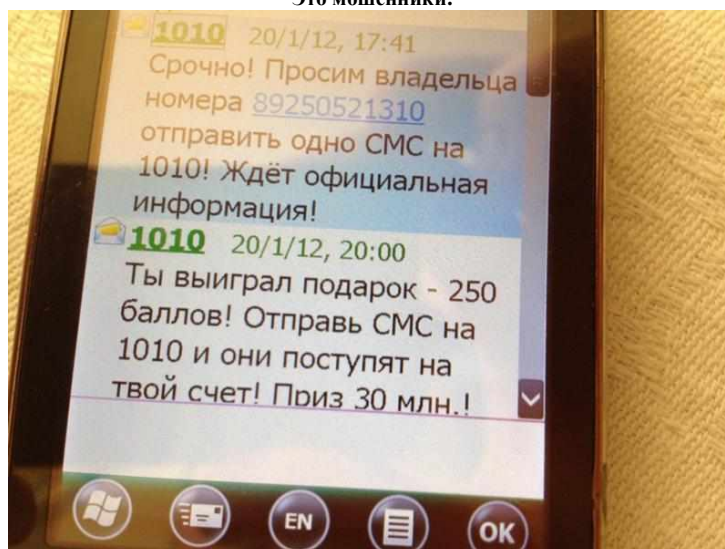 Это мошенники!
1010 20/1/12, 17:41
Срочно! Просим владельца
номера 89250521310
отправить одно СМС на
1010! Ждёт официальная
информация!
1010 20/1/12, 20:00
Ты выиграл подарок - 250
баллов! Отправь СМС на
1010 и они поступят на
твой счет! Приз 30 млн.!
EN
OK